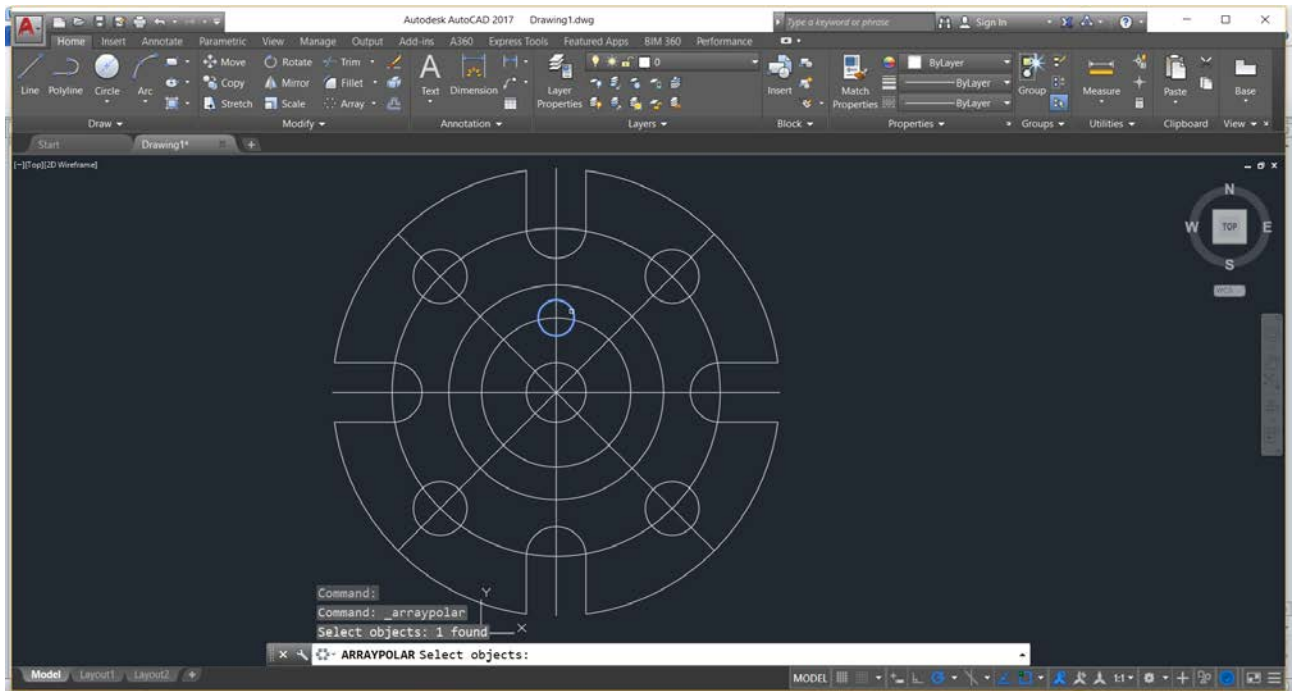 Autodesk AutoCAD 2017 Drawing1.dwg
Type a keyword or phrase
Sign In
Home Insert Annotate Parametric View Manage Output Add-ins A360 Express Tools Featured Apps BIM 360 Performance
Move Rotate Trim
Copy Mirror Fillet
Stretch Scale Array
Line Polyline Circle Arc
Text Dimension
Layer
Properties
0
Insert
Match
Properties
ByLayer
ByLayer
ByLayer
Group
Measure
Paste
Base
Draw Modify Annotation Layers Block Properties Groups Utilities Clipboard View
Start Drawing1* +
[−][Top][2D Wireframe]
N
W TOP E
S
WCS
Command:
Y
Command: _arraypolar
Select objects: 1 found
X
ARRAYPOLAR Select objects:
Model Layout1 Layout2 +
MODEL 1:1